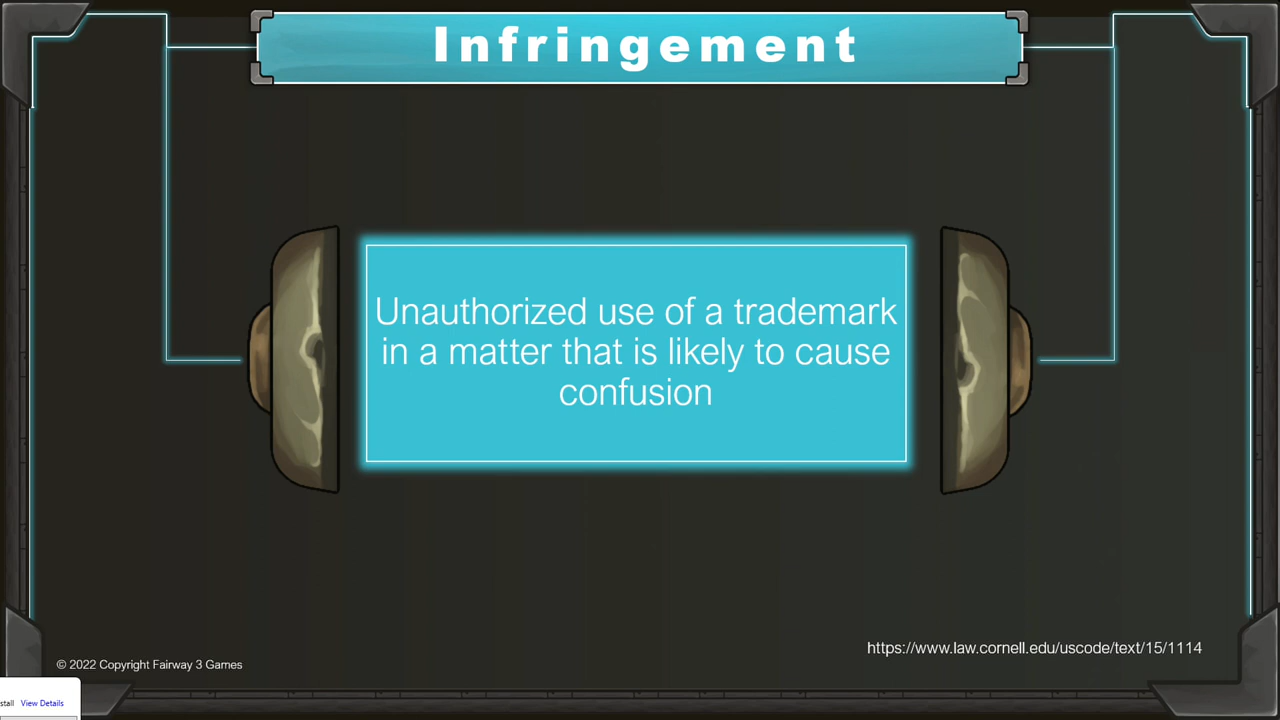 Infringement
Unauthorized use of a trademark
in a matter that is likely to cause
confusion
https://www.law.cornell.edu/uscode/text/15/1114
© 2022 Copyright Fairway 3 Games
stall View Details